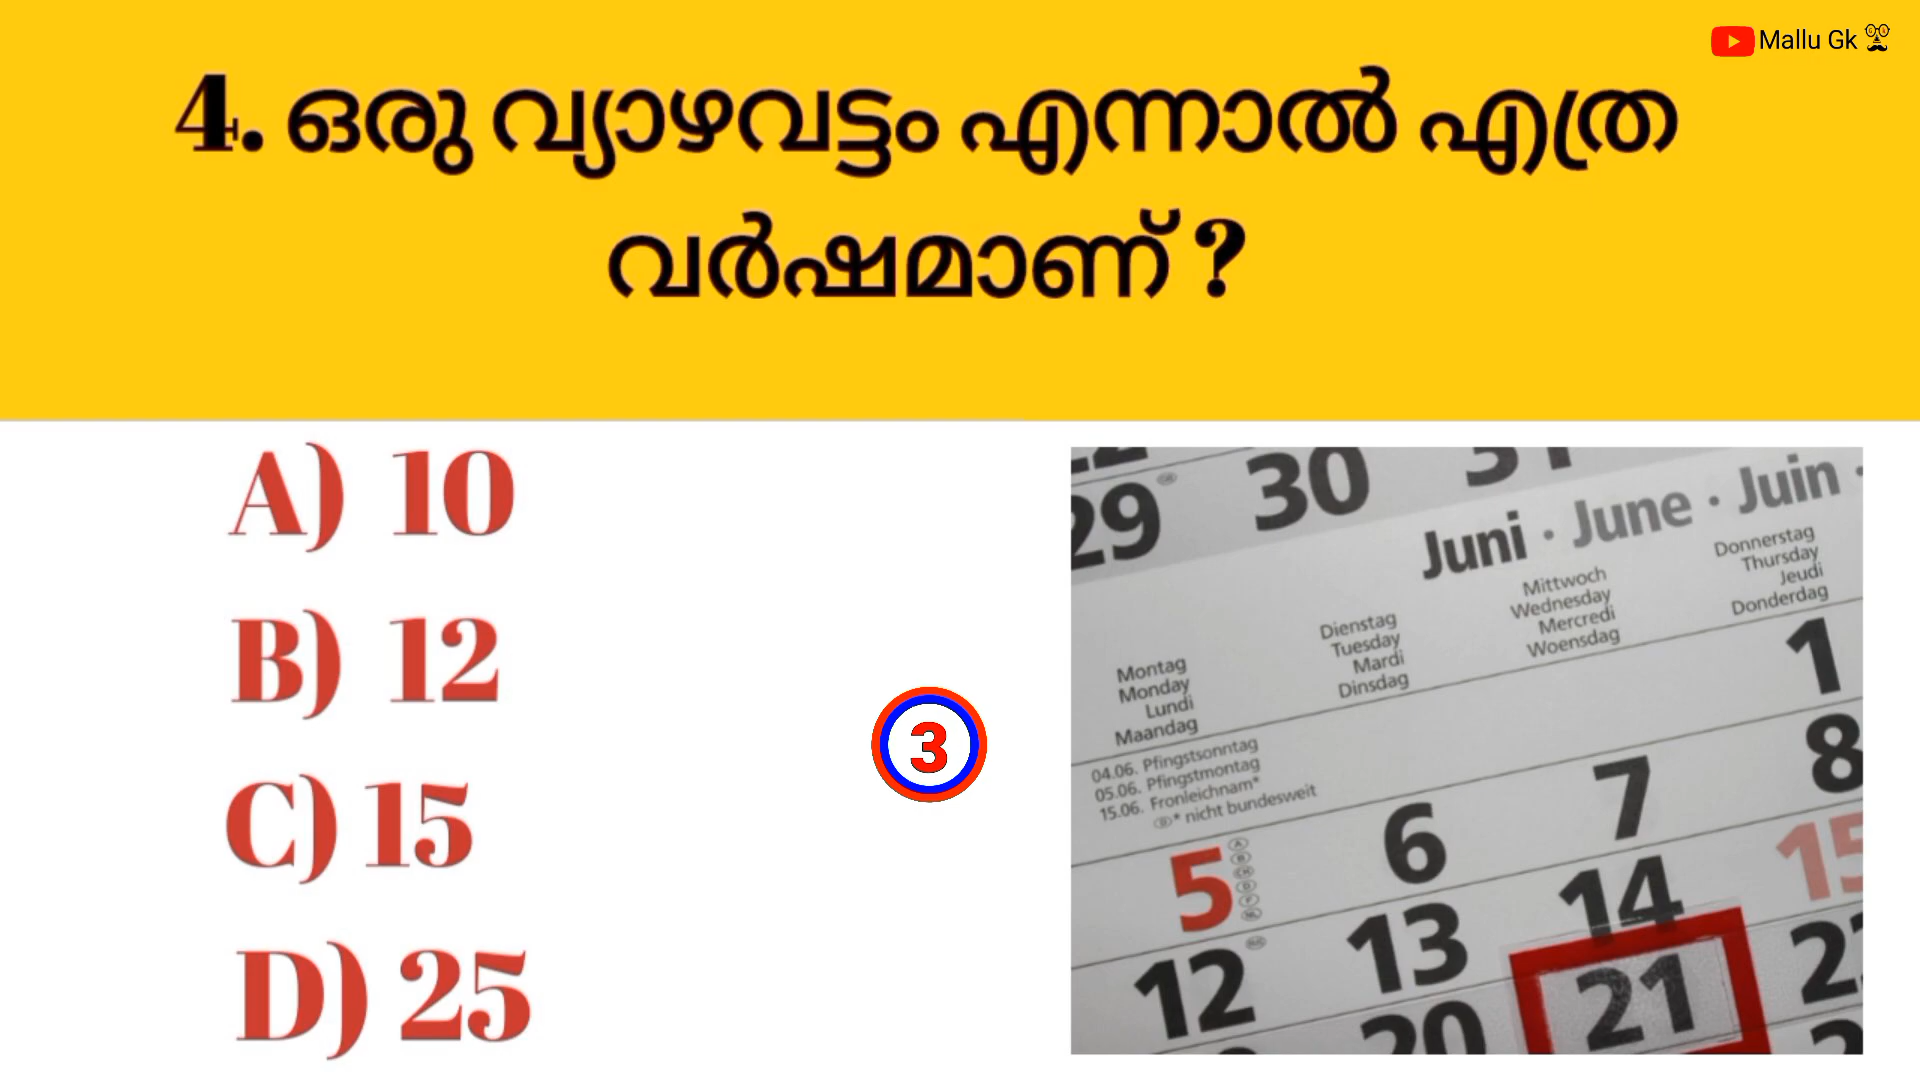 Mallu Gk
4. ഒരു വ്യാഴവട്ടം എന്നാൽ എത്ര
വർഷമാണ് ?
A) 10
B) 12
C) 15
D) 25
3
29 30 31
Juni · June · Juin ·
Montag
Monday
Lundi
Maandag
Dienstag
Tuesday
Mardi
Dinsdag
Mittwoch
Wednesday
Mercredi
Woensdag
Donnerstag
Thursday
Jeudi
Donderdag
1
04.06. Pfingstsonntag
05.06. Pfingstmontag
15.06. Fronleichnam*
* nicht bundesweit
5 6 7 8
12 13 14 15
20 21